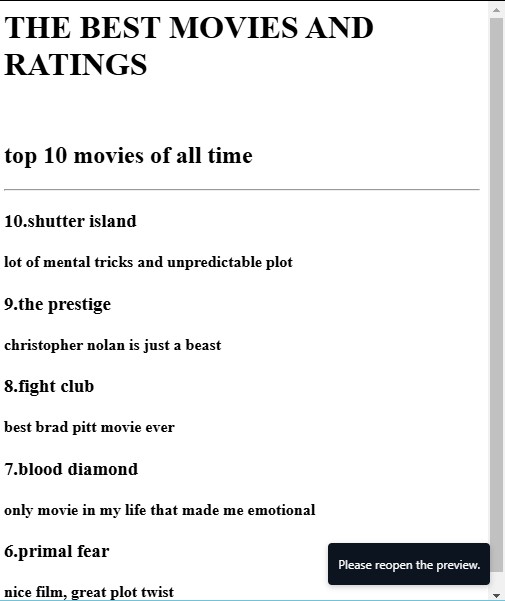 THE BEST MOVIES AND
RATINGS
top 10 movies of all time
10.shutter island
lot of mental tricks and unpredictable plot
9.the prestige
christopher nolan is just a beast
8.fight club
best brad pitt movie ever
7.blood diamond
only movie in my life that made me emotional
6.primal fear
Please reopen the preview.
nice film, great plot twist